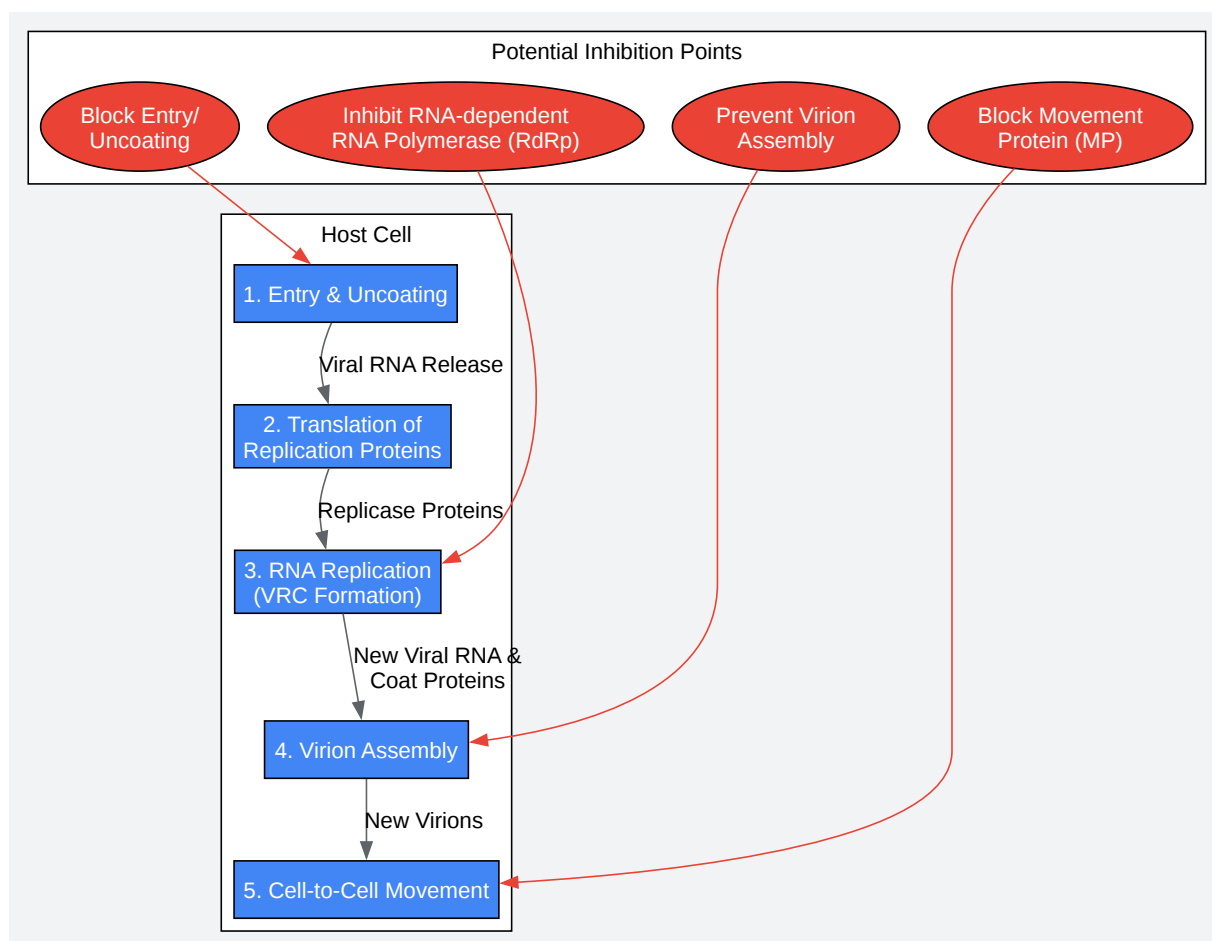 Potential Inhibition Points
Block Entry/
Uncoating
Inhibit RNA-dependent
RNA Polymerase (RdRp)
Prevent Virion
Assembly
Block Movement
Protein (MP)
Host Cell
1. Entry & Uncoating
Viral RNA Release
2. Translation of
Replication Proteins
Replicase Proteins
3. RNA Replication
(VRC Formation)
New Viral RNA &
Coat Proteins
4. Virion Assembly
New Virions
5. Cell-to-Cell Movement